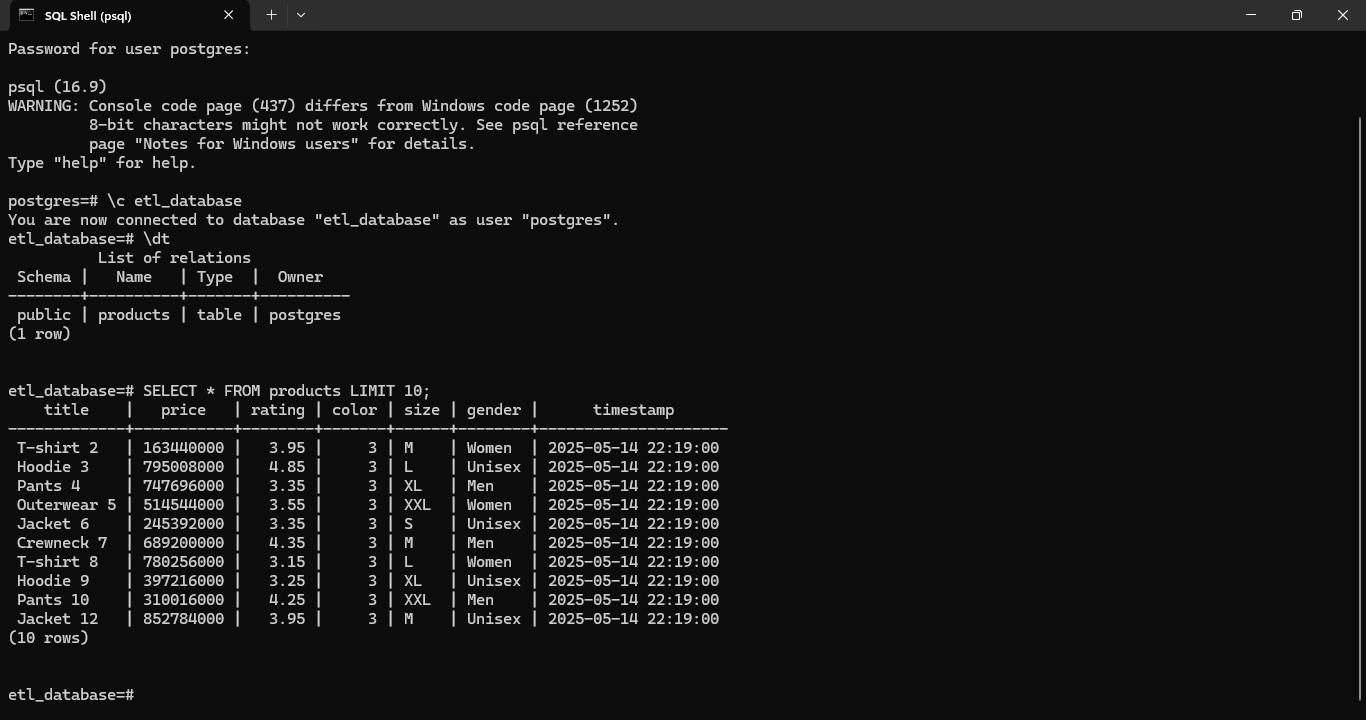 SQL Shell (psql)
Password for user postgres:
psql (16.9)
WARNING: Console code page (437) differs from Windows code page (1252)
         8-bit characters might not work correctly. See psql reference
         page "Notes for Windows users" for details.
Type "help" for help.
postgres=# \c etl_database
You are now connected to database "etl_database" as user "postgres".
etl_database=# \dt
          List of relations
 Schema |   Name   | Type  |  Owner
--------+----------+-------+----------
 public | products | table | postgres
(1 row)
etl_database=# SELECT * FROM products LIMIT 10;
    title    |   price   | rating | color | size | gender |      timestamp
-------------+-----------+--------+-------+------+--------+---------------------
 T-shirt 2   | 163440000 |   3.95 |     3 | M    | Women  | 2025-05-14 22:19:00
 Hoodie 3    | 795008000 |   4.85 |     3 | L    | Unisex | 2025-05-14 22:19:00
 Pants 4     | 747696000 |   3.35 |     3 | XL   | Men    | 2025-05-14 22:19:00
 Outerwear 5 | 514544000 |   3.55 |     3 | XXL  | Women  | 2025-05-14 22:19:00
 Jacket 6    | 245392000 |   3.35 |     3 | S    | Unisex | 2025-05-14 22:19:00
 Crewneck 7  | 689200000 |   4.35 |     3 | M    | Men    | 2025-05-14 22:19:00
 T-shirt 8   | 780256000 |   3.15 |     3 | L    | Women  | 2025-05-14 22:19:00
 Hoodie 9    | 397216000 |   3.25 |     3 | XL   | Unisex | 2025-05-14 22:19:00
 Pants 10    | 310016000 |   4.25 |     3 | XXL  | Men    | 2025-05-14 22:19:00
 Jacket 12   | 852784000 |   3.95 |     3 | M    | Unisex | 2025-05-14 22:19:00
(10 rows)
etl_database=#